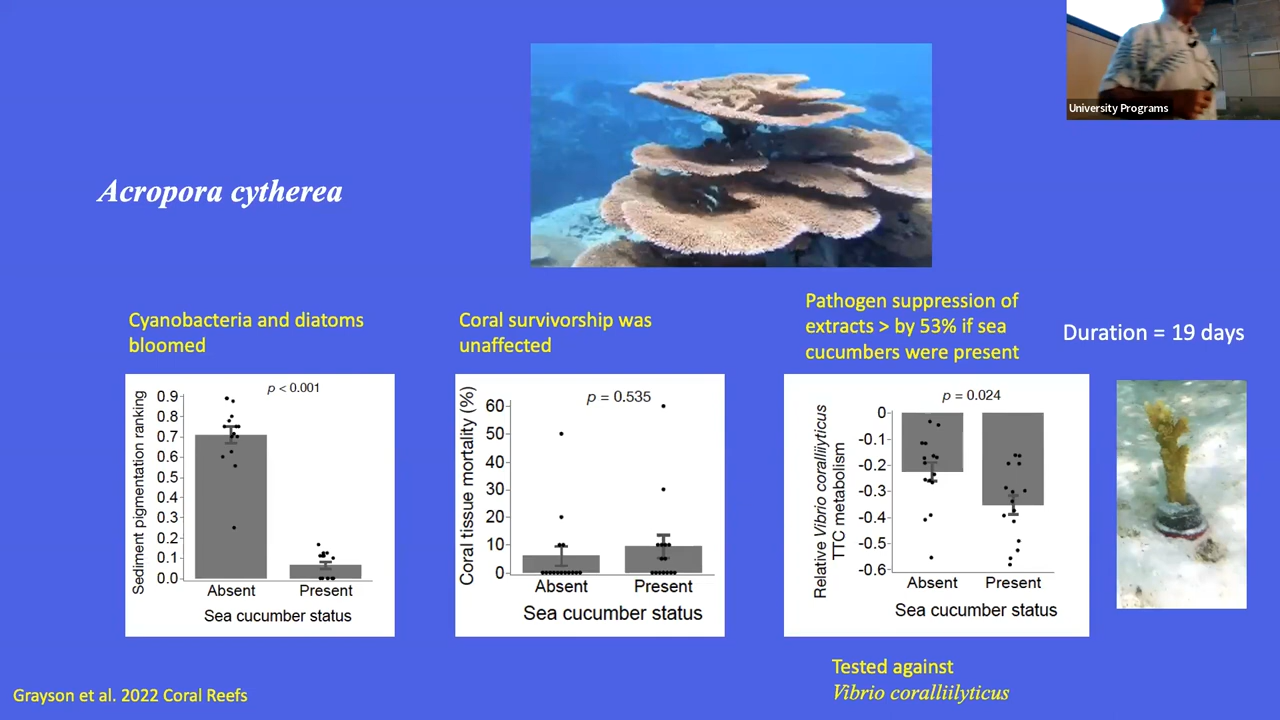 University Programs
Acropora cytherea
Cyanobacteria and diatoms
bloomed
Coral survivorship was
unaffected
Pathogen suppression of
extracts > by 53% if sea
cucumbers were present
Duration = 19 days
Sediment pigmentation ranking
p < 0.001
0.9
0.8
0.7
0.6
0.5
0.4
0.3
0.2
0.1
0.0
Absent Present
Sea cucumber status
Coral tissue mortality (%)
p = 0.535
60
50
40
30
20
10
0
Absent Present
Sea cucumber status
Relative Vibrio coralliilyticus
TTC metabolism
p = 0.024
0
-0.1
-0.2
-0.3
-0.4
-0.5
-0.6
Absent Present
Sea cucumber status
Tested against
Vibrio coralliilyticus
Grayson et al. 2022 Coral Reefs